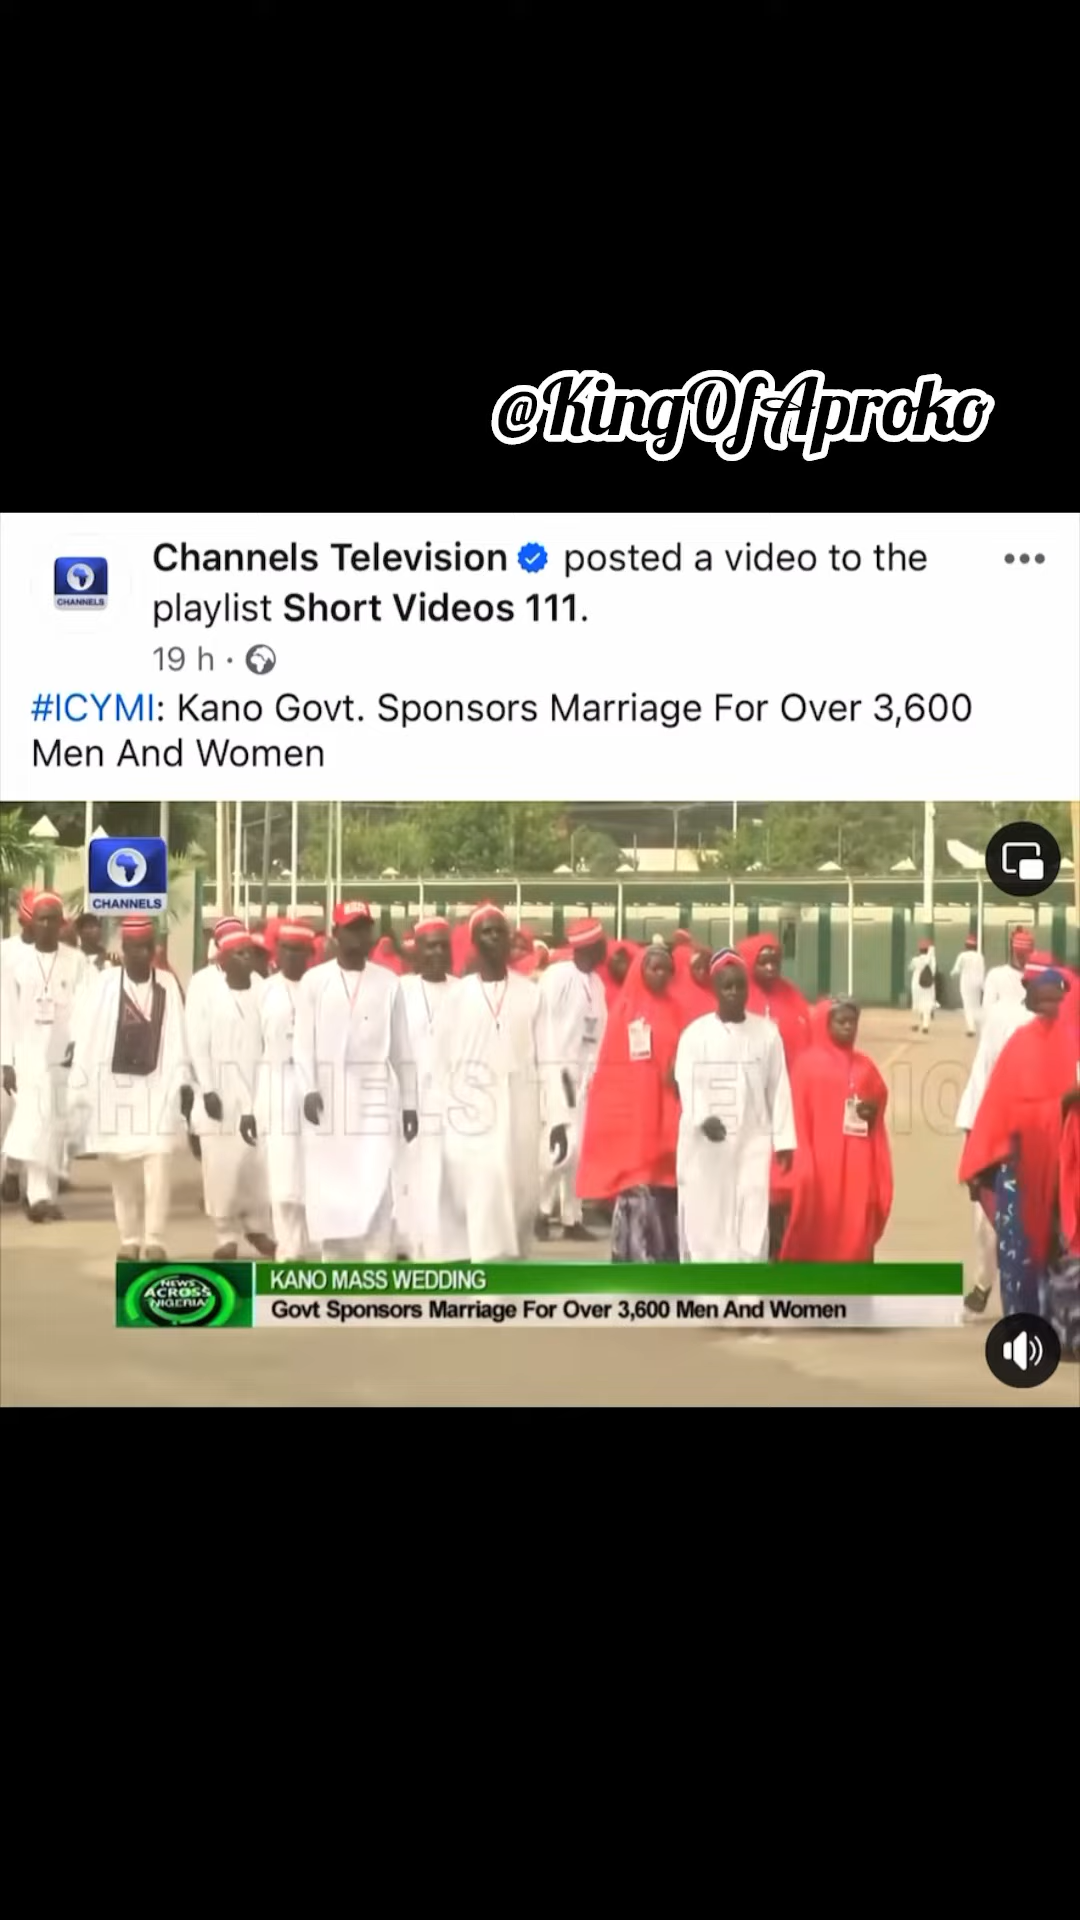 @KingOfAproko
Channels Television posted a video to the
playlist Short Videos 111.
19 h ·
#ICYMI: Kano Govt. Sponsors Marriage For Over 3,600
Men And Women
CHANNELS
CHANNELS
CHANNELS TELEVISIO
NEWS
ACROSS
NIGERIA
KANO MASS WEDDING
Govt Sponsors Marriage For Over 3,600 Men And Women